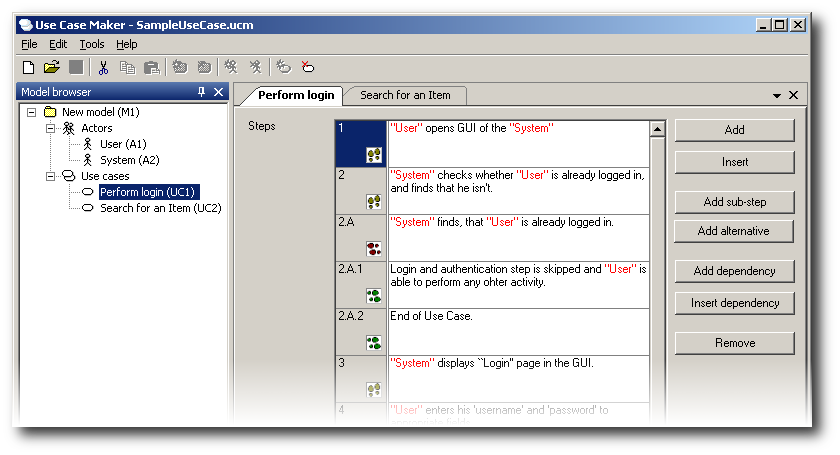 Use Case Maker - SampleUseCase.ucm
File Edit Tools Help
Model browser
New model (M1)
Actors
User (A1)
System (A2)
Use cases
Perform login (UC1)
Search for an Item (UC2)
Perform login
Search for an Item
Steps
1
"User" opens GUI of the "System"
2
"System" checks whether "User" is already logged in,
and finds that he isn't.
2.A
"System" finds, that "User" is already logged in.
2.A.1
Login and authentication step is skipped and "User" is
able to perform any ohter activity.
2.A.2
End of Use Case.
3
"System" displays ``Login'' page in the GUI.
4
"User" enters his 'username' and 'password' to
appropriate fields.
Add
Insert
Add sub-step
Add alternative
Add dependency
Insert dependency
Remove